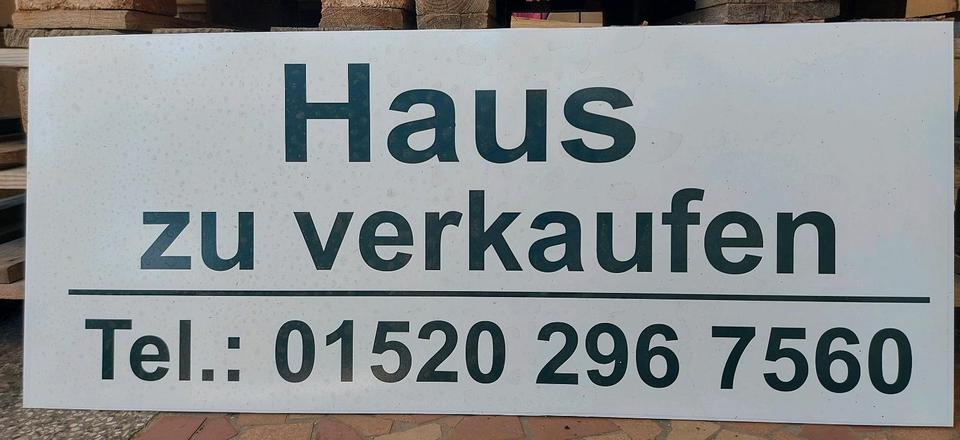 Haus
zu verkaufen
Tel.: 01520 296 7560